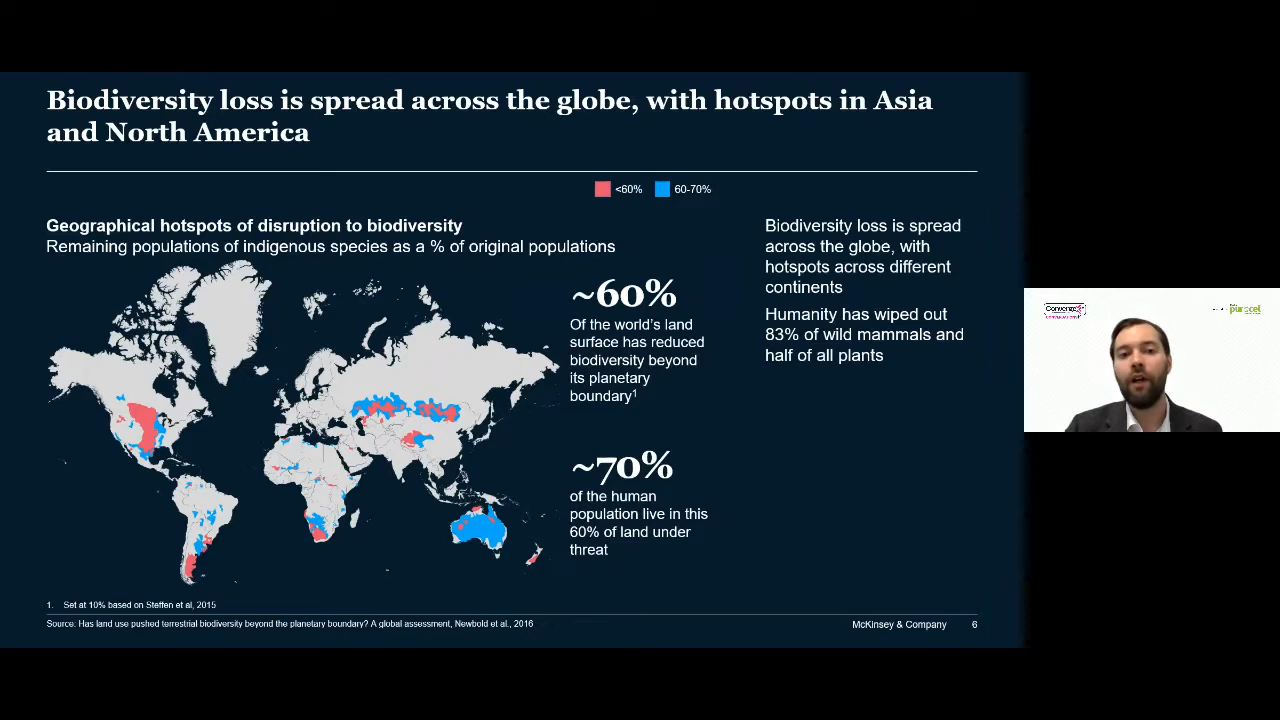 Biodiversity loss is spread across the globe, with hotspots in Asia
and North America
<60%
60-70%
Geographical hotspots of disruption to biodiversity
Remaining populations of indigenous species as a % of original populations
~60%
Of the world's land
surface has reduced
biodiversity beyond
its planetary
boundary¹
~70%
of the human
population live in this
60% of land under
threat
Biodiversity loss is spread
across the globe, with
hotspots across different
continents
Humanity has wiped out
83% of wild mammals and
half of all plants
1. Set at 10% based on Steffen et al, 2015
Source: Has land use pushed terrestrial biodiversity beyond the planetary boundary? A global assessment, Newbold et al., 2016
McKinsey & Company
6